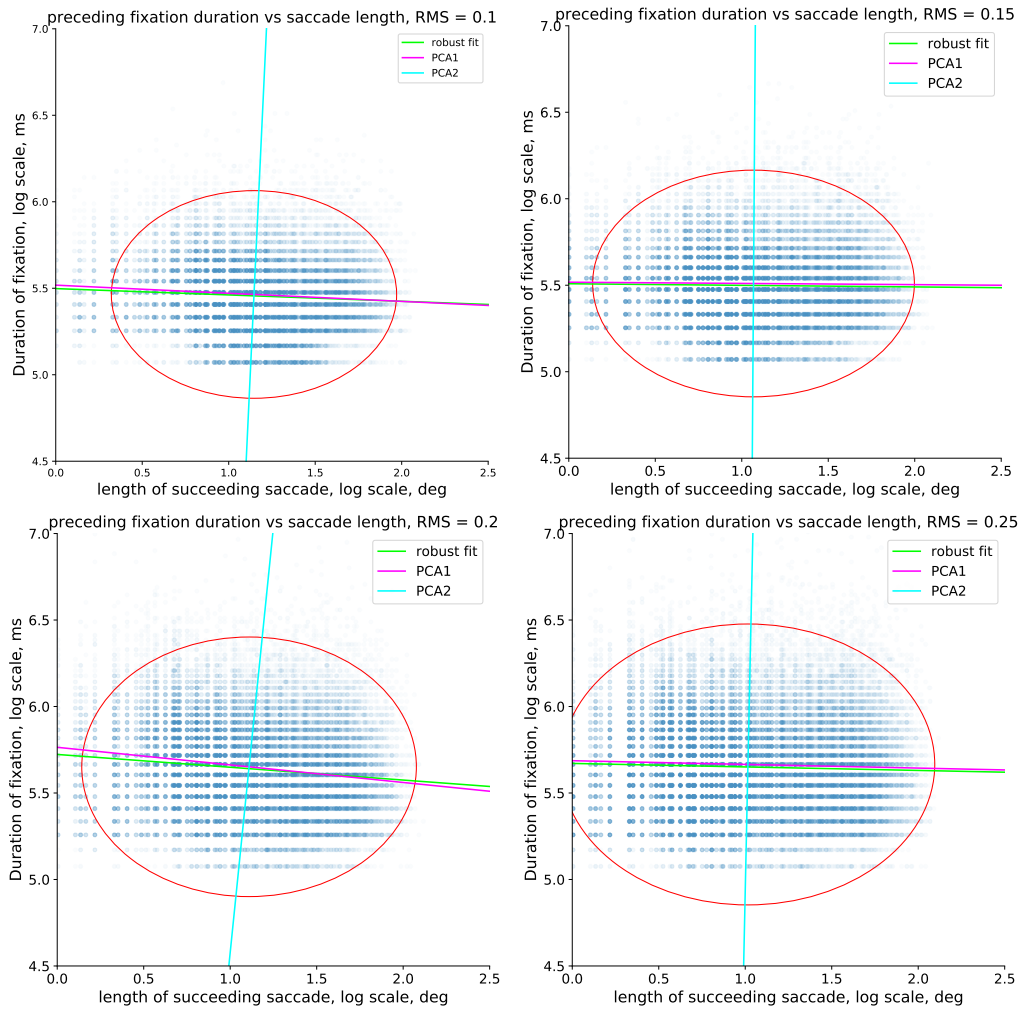 preceding fixation duration vs saccade length, RMS = 0.1
7.0
6.5
6.0
5.5
5.0
4.5
Duration of fixation, log scale, ms
robust fit
PCA1
PCA2
0.0 0.5 1.0 1.5 2.0 2.5
length of succeeding saccade, log scale, deg
preceding fixation duration vs saccade length, RMS = 0.15
7.0
6.5
6.0
5.5
5.0
4.5
Duration of fixation, log scale, ms
robust fit
PCA1
PCA2
0.0 0.5 1.0 1.5 2.0 2.5
length of succeeding saccade, log scale, deg
preceding fixation duration vs saccade length, RMS = 0.2
7.0
6.5
6.0
5.5
5.0
4.5
Duration of fixation, log scale, ms
robust fit
PCA1
PCA2
0.0 0.5 1.0 1.5 2.0 2.5
length of succeeding saccade, log scale, deg
preceding fixation duration vs saccade length, RMS = 0.25
7.0
6.5
6.0
5.5
5.0
4.5
Duration of fixation, log scale, ms
robust fit
PCA1
PCA2
0.0 0.5 1.0 1.5 2.0 2.5
length of succeeding saccade, log scale, deg